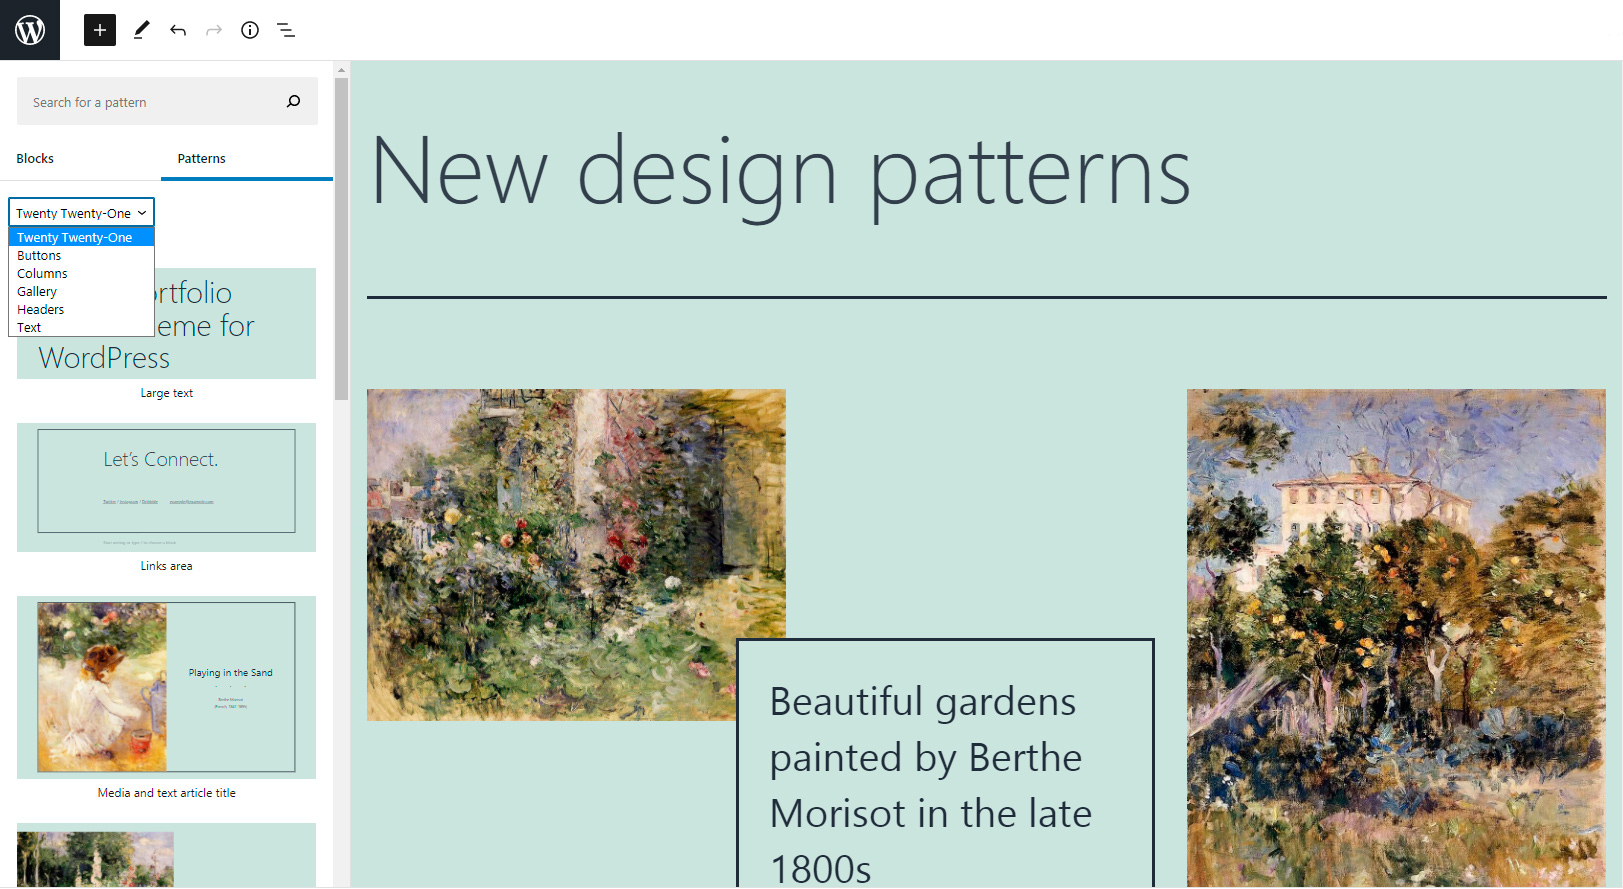 Search for a pattern
Blocks
Patterns
Twenty Twenty-One
Twenty Twenty-One
Buttons
Columns
Gallery
Headers
Text
rtfolio
eme for
WordPress
Large text
Let's Connect.
Links area
Playing in the Sand
Berthe Morisot
Media and text article title
New design patterns
Beautiful gardens
painted by Berthe
Morisot in the late
1800s